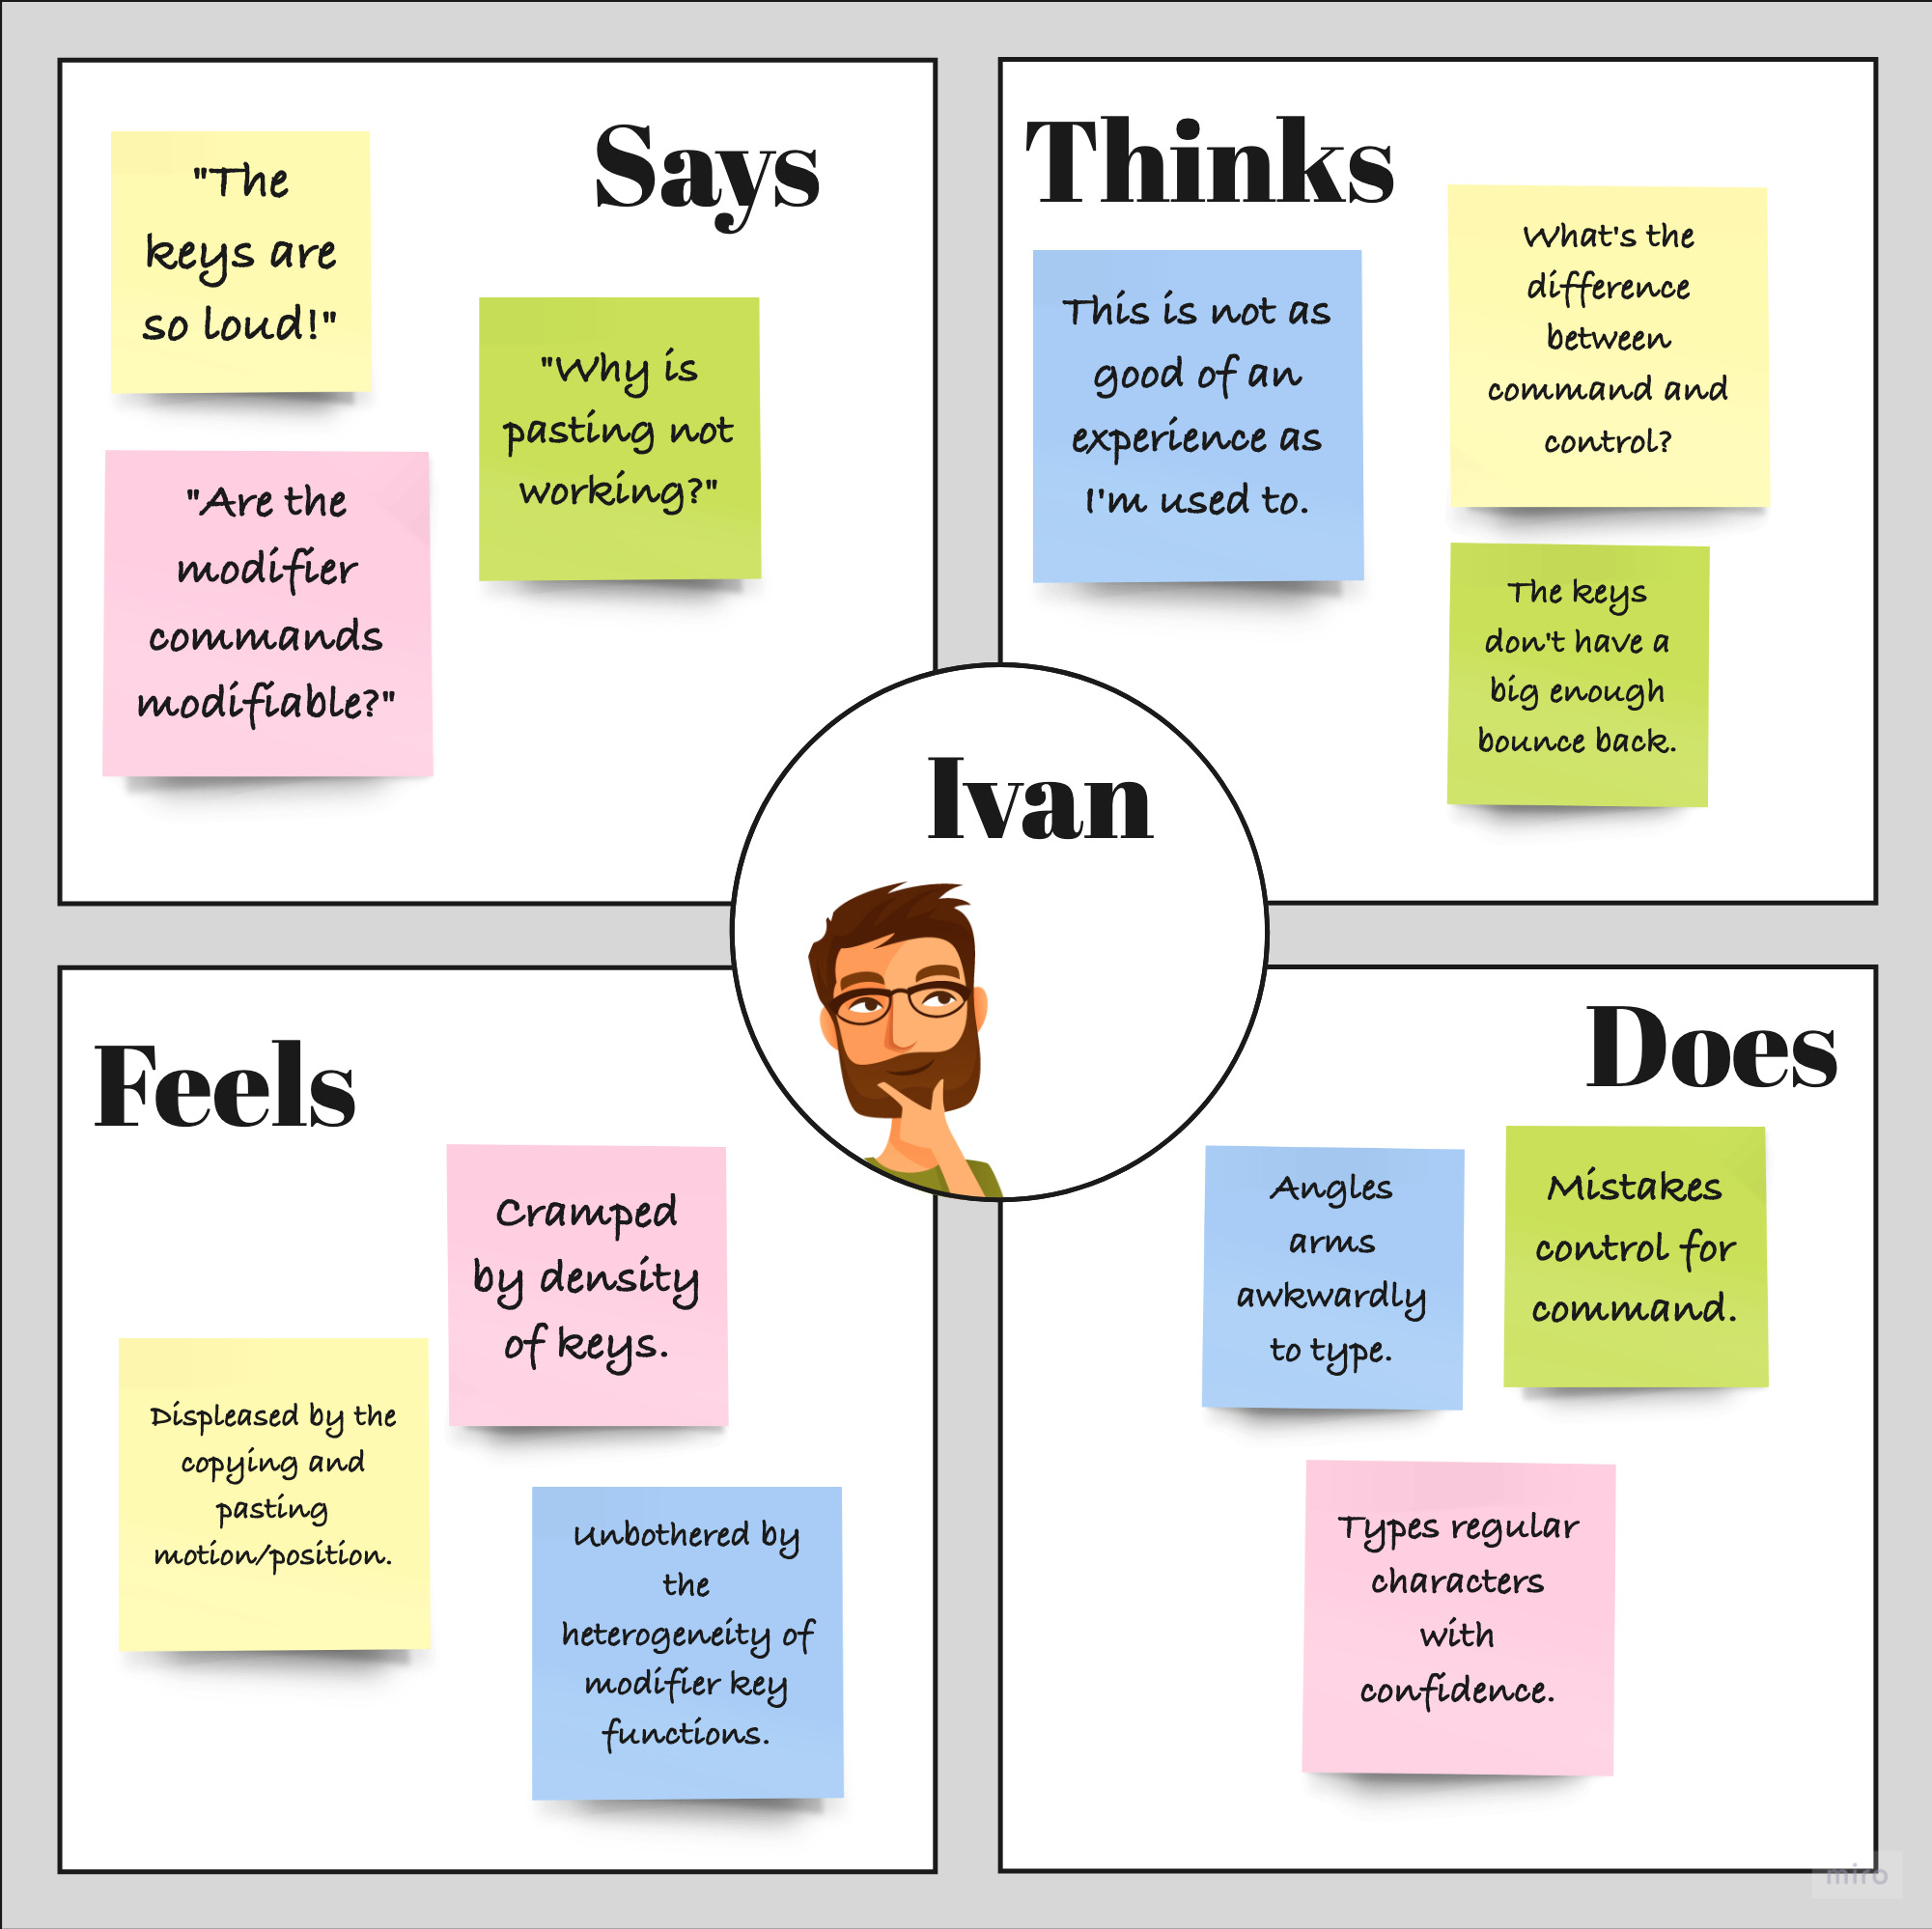 Says
"The
keys are
so loud!"
"Why is
pasting not
working?"
"Are the
modifier
commands
modifiable?"
Thinks
This is not as
good of an
experience as
I'm used to.
What's the
difference
between
command and
control?
The keys
don't have a
big enough
bounce back.
Ivan
Feels
Cramped
by density
of keys.
Displeased by the
copying and
pasting
motion/position.
Unbothered by
the
heterogeneity of
modifier key
functions.
Does
Angles
arms
awkwardly
to type.
Mistakes
control for
command.
Types regular
characters
with
confidence.
miro